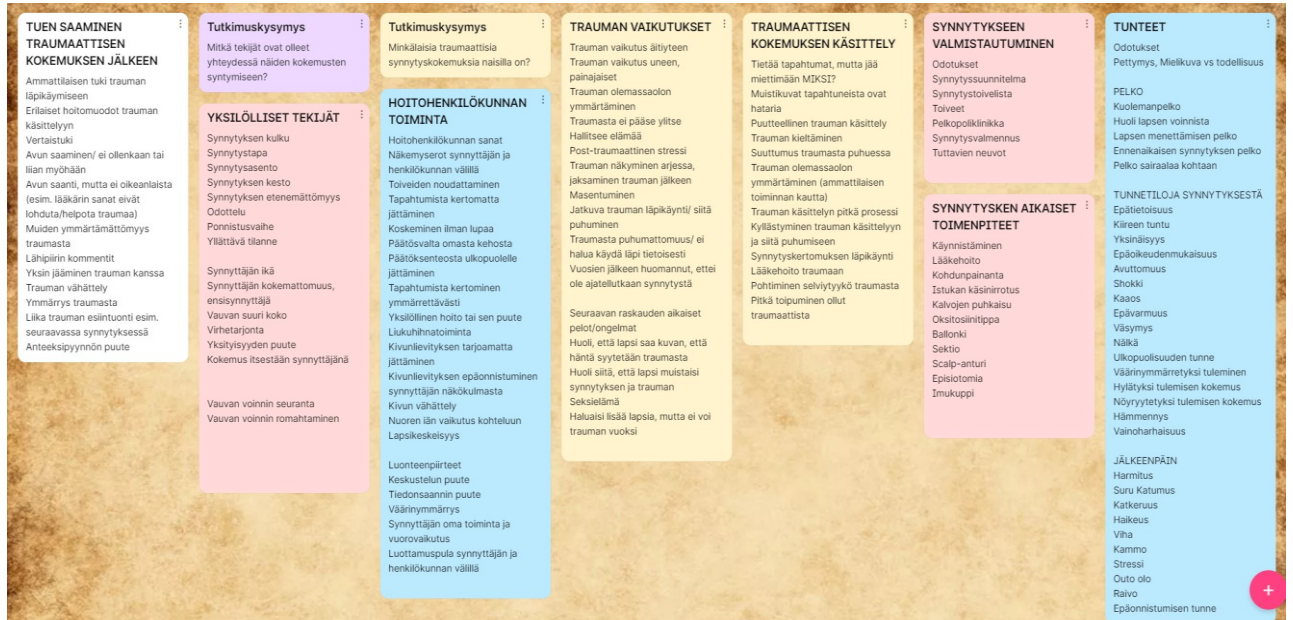 TUEN SAAMINEN
TRAUMAATTISEN
KOKEMUKSEN JÄLKEEN
Ammattilaisen tuki trauman
läpikäymiseen
Erilaiset hoitomuodot trauman
käsittelyyn
Vertaistuki
Avun saaminen/ ei ollenkaan tai
liian myöhään
Avun saanti, mutta ei oikeanlaista
(esim. lääkärin sanat eivät
lohduta/helpota traumaa)
Muiden ymmärtämättömyys
traumasta
Lähipiirin kommentit
Yksin jääminen trauman kanssa
Trauman vähättely
Ymmärrys traumasta
Liika trauman esiintuonti esim.
seuraavassa synnytyksessä
Anteeksipyynnön puute
Tutkimuskysymys
Mitkä tekijät ovat olleet
yhteydessä näiden kokemusten
syntymiseen?
YKSILÖLLISET TEKIJÄT
Synnytyksen kulku
Synnytystapa
Synnytysasento
Synnytyksen kesto
Synnytyksen etenemättömyys
Odottelu
Ponnistusvaihe
Yllättävä tilanne
Synnyttäjän ikä
Synnyttäjän kokemattomuus,
ensisynnyttäjä
Vauvan suuri koko
Virhetarjonta
Yksityisyyden puute
Kokemus itsestään synnyttäjänä
Vauvan voinnin seuranta
Vauvan voinnin romahtaminen
Tutkimuskysymys
Minkälaisia traumaattisia
synnytyskokemuksia naisilla on?
HOITOHENKILÖKUNNAN
TOIMINTA
Hoitohenkilökunnan sanat
Näkemyserot synnyttäjän ja
henkilökunnan välillä
Toiveiden noudattaminen
Tapahtumista kertomatta
jättäminen
Koskeminen ilman lupaa
Päätösvalta omasta kehosta
Päätöksenteosta ulkopuolelle
jättäminen
Tapahtumista kertominen
ymmärrettävästi
Yksilöllinen hoito tai sen puute
Liukuhihnatoiminta
Kivunlievityksen tarjoamatta
jättäminen
Kivunlievityksen epäonnistuminen
synnyttäjän näkökulmasta
Kivun vähättely
Nuoren iän vaikutus kohteluun
Lapsikeskeisyys
Luonteenpiirteet
Keskustelun puute
Tiedonsaannin puute
Väärinymmärrys
Synnyttäjän oma toiminta ja
vuorovaikutus
Luottamuspula synnyttäjän ja
henkilökunnan välillä
TRAUMAN VAIKUTUKSET
Trauman vaikutus äitiyteen
Trauman vaikutus uneen,
painajaiset
Trauman olemassaolon
ymmärtäminen
Traumasta ei pääse ylitse
Hallitsee elämää
Post-traumaattinen stressi
Trauman näkyminen arjessa,
jaksaminen trauman jälkeen
Masentuminen
Jatkuva trauman läpikäynti/ siitä
puhuminen
Traumasta puhumattomuus/ ei
halua käydä läpi tietoisesti
Vuosien jälkeen huomannut, ettei
ole ajatellutkaan synnytystä
Seuraavan raskauden aikaiset
pelot/ongelmat
Huoli, että lapsi saa kuvan, että
häntä syytetään traumasta
Huoli siitä, että lapsi muistaisi
synnytyksen ja trauman
Seksielämä
Haluaisi lisää lapsia, mutta ei voi
trauman vuoksi
TRAUMAATTISEN
KOKEMUKSEN KÄSITTELY
Tietää tapahtumat, mutta jää
miettimään MIKSI?
Muistikuvat tapahtuneista ovat
hataria
Puutteellinen trauman käsittely
Trauman kieltäminen
Suuttumus traumasta puhuessa
Trauman olemassaolon
ymmärtäminen (ammattilaisen
toiminnan kautta)
Trauman käsittelyn pitkä prosessi
Kyllästyminen trauman käsittelyyn
ja siitä puhumiseen
Synnytyskertomuksen läpikäynti
Lääkehoito traumaan
Pohtiminen selviytyykö traumasta
Pitkä toipuminen ollut
traumaattista
SYNNYTYKSEEN
VALMISTAUTUMINEN
Odotukset
Synnytyssuunnitelma
Synnytystoivelista
Toiveet
Pelkopoliklinikka
Synnytysvalmennus
Tuttavien neuvot
SYNNYTYSKEN AIKAISET
TOIMENPITEET
Käynnistäminen
Lääkehoito
Kohdunpainanta
Istukan käsinirrotus
Kalvojen puhkaisu
Oksitosiinitippa
Ballonki
Sektio
Scalp-anturi
Episiotomia
Imukuppi
TUNTEET
Odotukset
Pettymys, Mielikuva vs todellisuus
PELKO
Kuolemanpelko
Huoli lapsen voinnista
Lapsen menettämisen pelko
Ennenaikaisen synnytyksen pelko
Pelko sairaalaa kohtaan
TUNNETILOJA SYNNYTYKSESTÄ
Epätietoisuus
Kiireen tuntu
Yksinäisyys
Epäoikeudenmukaisuus
Avuttomuus
Shokki
Kaaos
Epävarmuus
Väsymys
Nälkä
Ulkopuolisuuden tunne
Väärinymmärretyksi tuleminen
Hylätyksi tulemisen kokemus
Nöyryytetyksi tulemisen kokemus
Hämmennys
Vainoharhaisuus
JÄLKEENPÄIN
Harmitus
Suru Katumus
Katkeruus
Haikeus
Viha
Kammo
Stressi
Outo olo
Raivo
Epäonnistumisen tunne